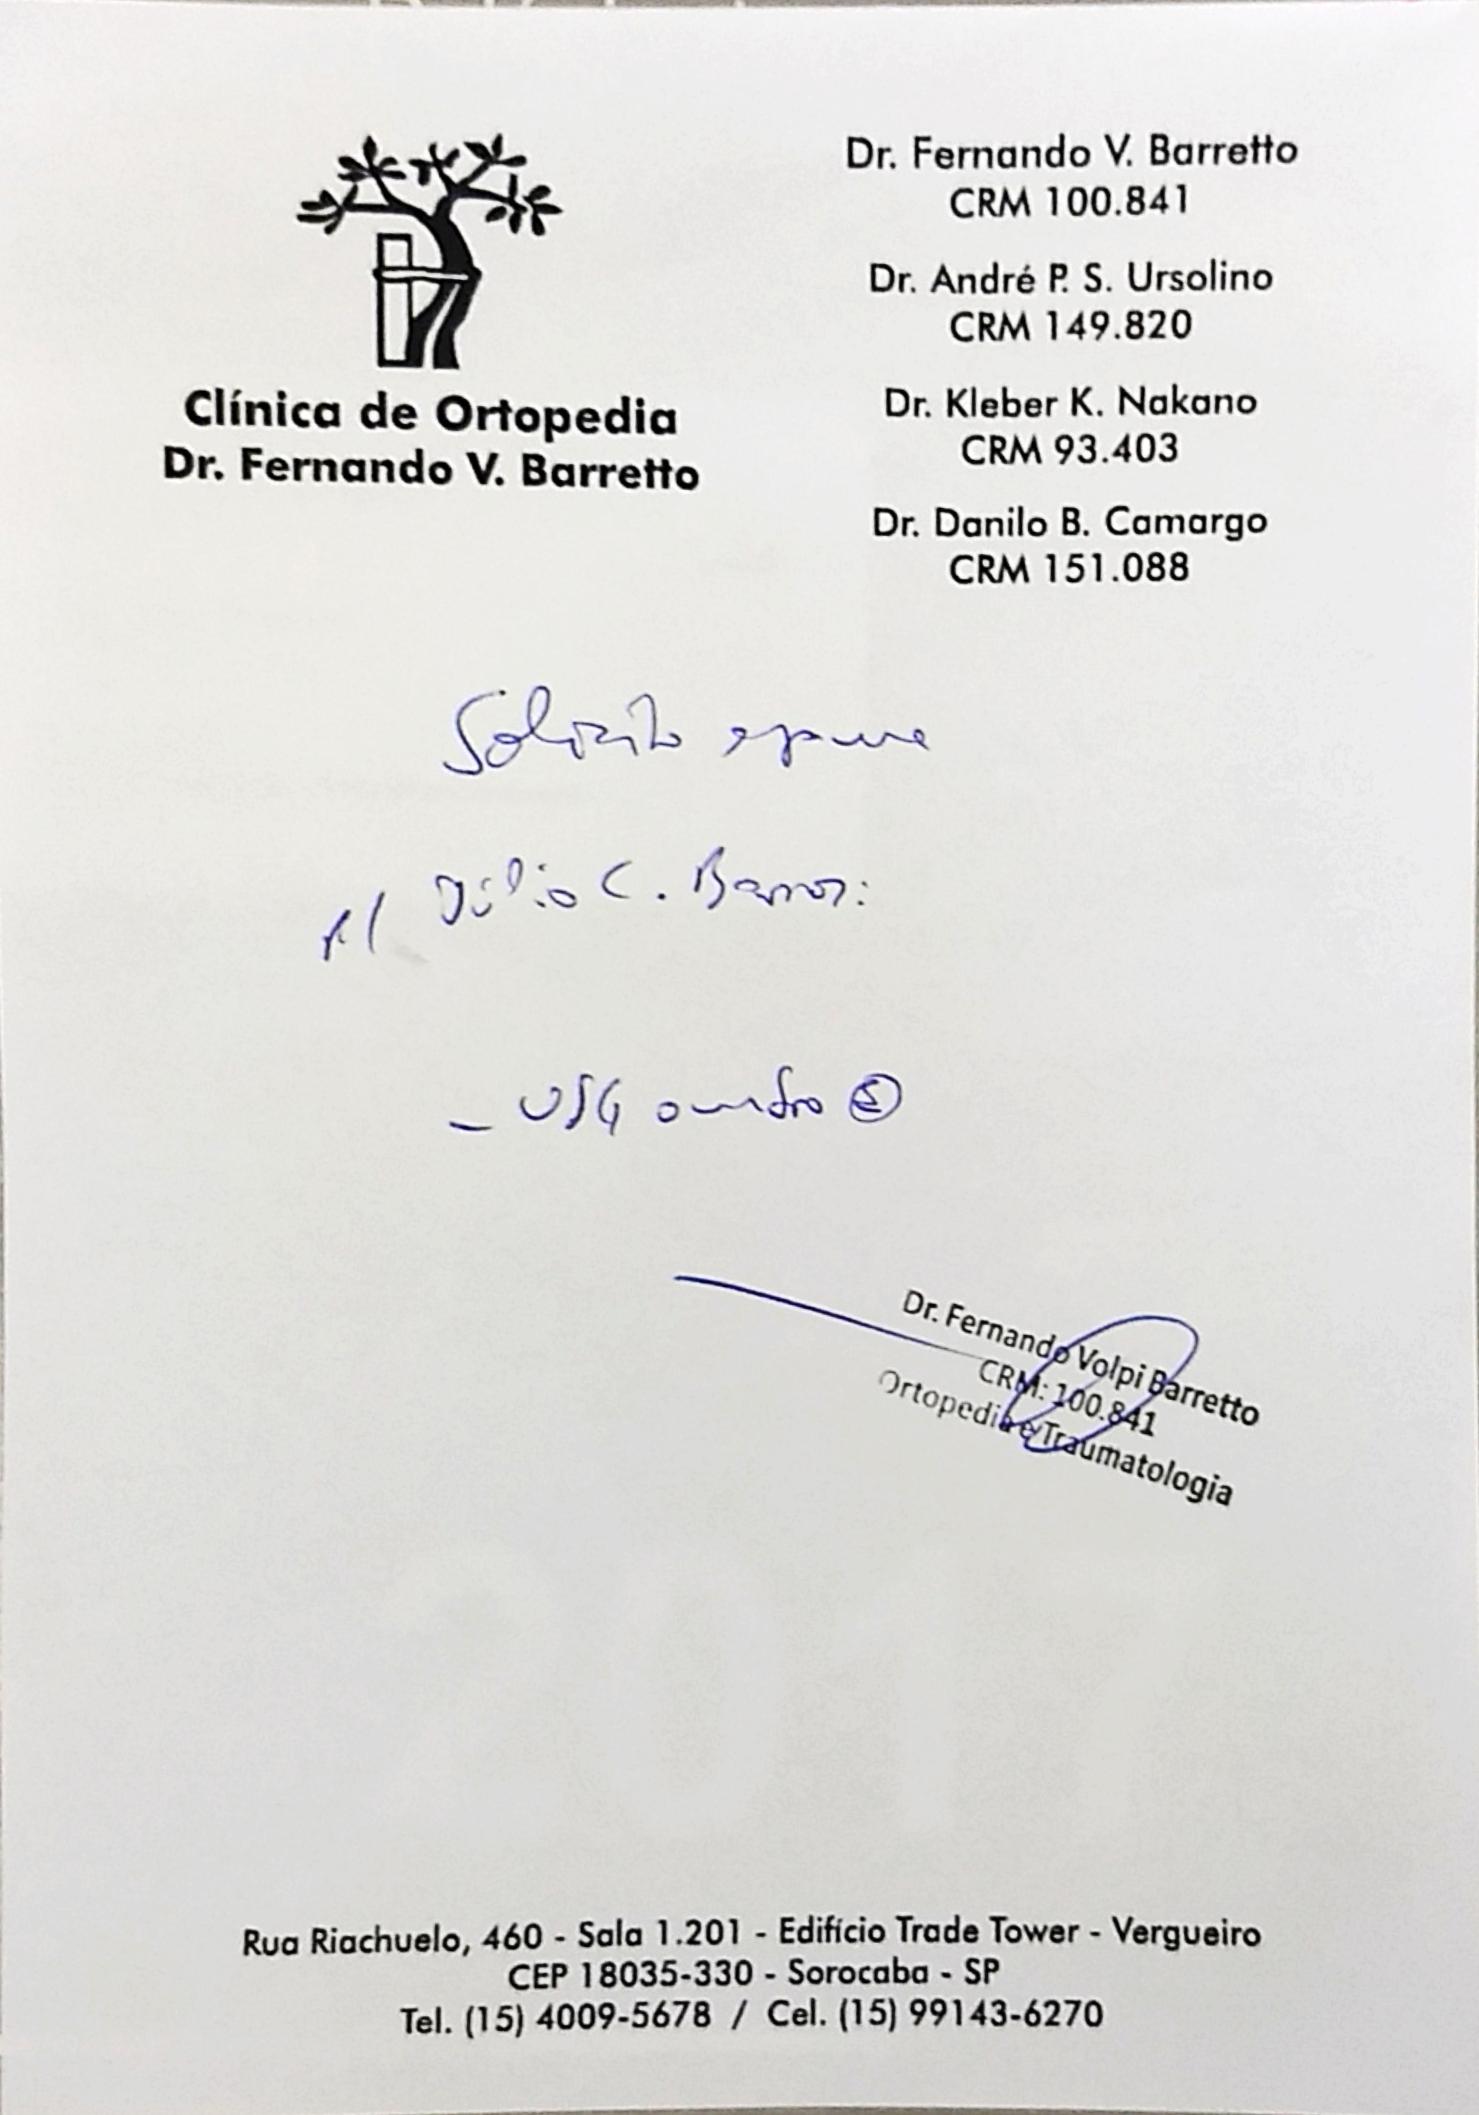 Clínica de Ortopedia
Dr. Fernando V. Barretto
Dr. Fernando V. Barretto
CRM 100.841
Dr. André P. S. Ursolino
CRM 149.820
Dr. Kleber K. Nakano
CRM 93.403
Dr. Danilo B. Camargo
CRM 151.088
Solicito exame
p/ Júlio C. Barros:
- USG ombro Ⓔ
Dr. Fernando Volpi Barretto
CRM: 100.841
Ortopedia e Traumatologia
Rua Riachuelo, 460 - Sala 1.201 - Edifício Trade Tower - Vergueiro
CEP 18035-330 - Sorocaba - SP
Tel. (15) 4009-5678 / Cel. (15) 99143-6270